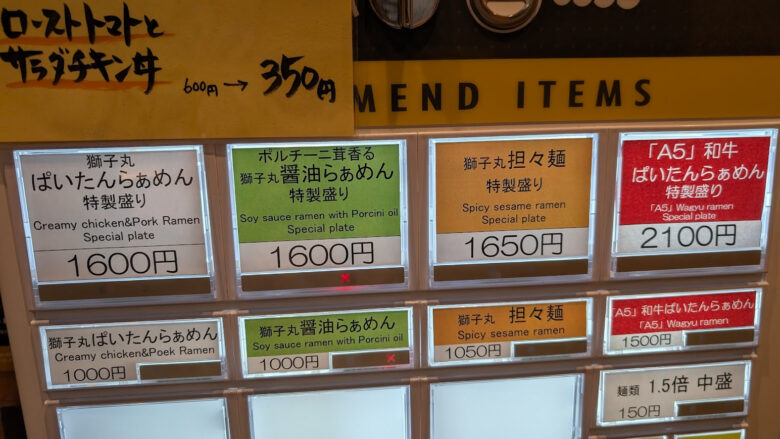 ローストトマトと
サラダチキン丼
600円→350円
MEND ITEMS
獅子丸
ぱいたんらぁめん
特製盛り
Creamy chicken&Pork Ramen
Special plate
1600円
ポルチーニ茸香る
獅子丸 醤油らぁめん
特製盛り
Soy sauce ramen with Porcini oil
Special plate
1600円
獅子丸 担々麺
特製盛り
Spicy sesame ramen
Special plate
1650円
「A5」和牛
ぱいたんらぁめん
特製盛り
「A5」Wagyu ramen
Special plate
2100円
獅子丸ぱいたんらぁめん
Creamy chicken&Poek Ramen
1000円
獅子丸 醤油らぁめん
Soy sauce ramen with Porcini oil
1000円
獅子丸 担々麺
Spicy sesame ramen
1050円
「A5」和牛ぱいたんらぁめん
「A5」Wagyu ramen
1500円
麺類 1.5倍 中盛
150円